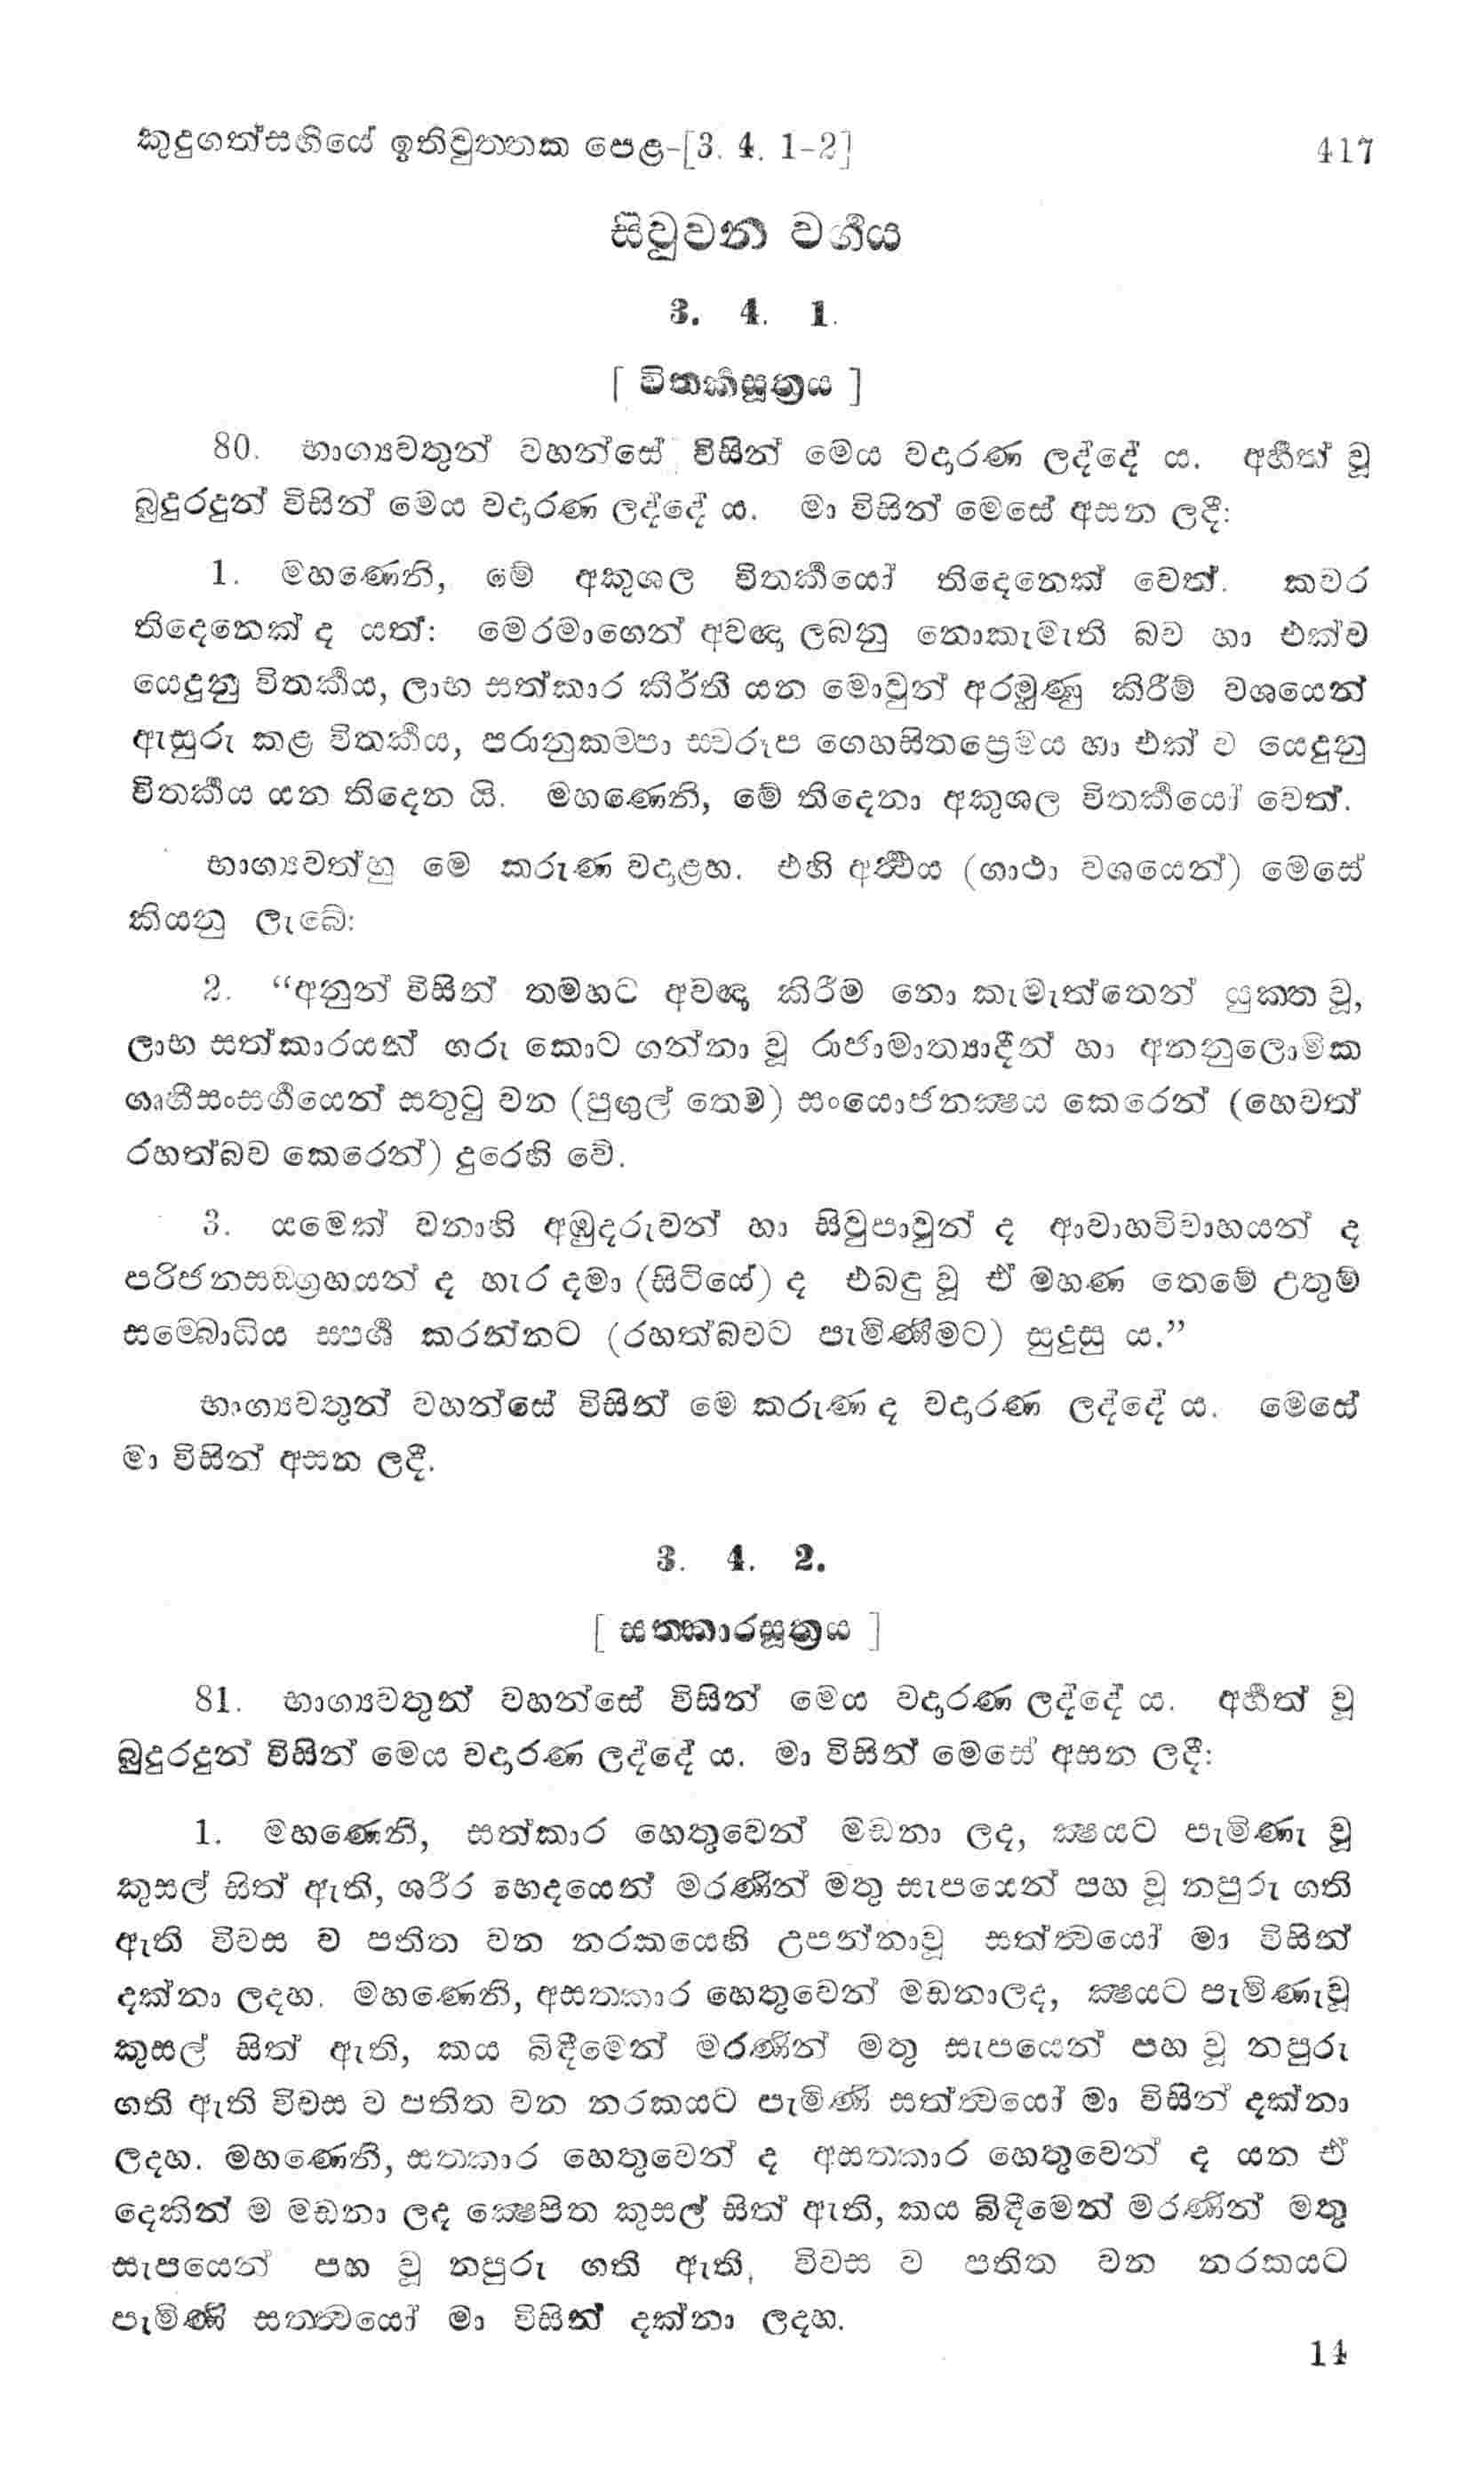 කුදුගත්සඟියේ ඉතිවුත්‍තක පෙළ-[3. 4. 1-2] 417
සිවුවන වර්‍ගය
3. 4. 1.
[ විතර්‍කසූත්‍රය ]
80. භාග්‍යවතුන් වහන්සේ විසින් මෙය වදාරණ ලද්දේ ය. අර්‍හත් වූ
බුදුරදුන් විසින් මෙය වදාරණ ලද්දේ ය. මා විසින් මෙසේ අසන ලදී:
1. මහණෙනි, මේ අකුශල විතර්‍කයෝ තිදෙනෙක් වෙත්. කවර
තිදෙනෙක් ද යත්: මෙරමාගෙන් අවඥා ලබනු නොකැමැති බව හා එක්ව
යෙදුනු විතර්‍කය, ලාභ සත්කාර කීර්ති යන මොවුන් අරමුණු කිරීම් වශයෙන්
ඇසුරු කළ විතර්‍කය, පරානුකම්‍පා ස්‍වරූප ගෙහසිතප්‍රෙමය හා එක් ව යෙදුනු
විතර්‍කය යන තිදෙන යි. මහණෙනි, මේ තිදෙනා අකුශල විතර්‍කයෝ වෙත්.
භාග්‍යවත්හු මෙ කරුණ වදාළහ. එහි අර්‍ත්‍ථය (ගාථා වශයෙන්) මෙසේ
කියනු ලැබේ:
2. “අනුන් විසින් තමහට අවඥා කිරීම නො කැමැත්තෙන් යුක්‍ත වූ,
ලාභ සත්කාරයන් ගරු කොට ගන්නා වූ රාජාමාත්‍යාදීන් හා අනනුලොමික
ගෘහීසංසර්‍ගයෙන් සතුටු වන (පුඟුල් තෙම) සංයොජනක්‍ෂය කෙරෙන් (හෙවත්
රහත්බව කෙරෙන්) දුරෙහි වේ.
3. යමෙක් වනාහි අඹුදරුවන් හා සිවුපාවුන් ද ආවාහවිවාහයන් ද
පරිජනසඞ්ග්‍රහයන් ද හැර දමා (සිටියේ) ද එබඳු වූ ඒ මහණ තෙමේ උතුම්
සම්‍බොධිය ස්‍පර්‍ශ කරන්නට (රහත්බවට පැමිණීමට) සුදුසු ය.”
භාග්‍යවතුන් වහන්සේ විසින් මෙ කරුණ ද වදාරණ ලද්දේ ය. මෙසේ
මා විසින් අසන ලදී.
3. 4. 2.
[ සත්‍කාරසූත්‍රය ]
81. භාග්‍යවතුන් වහන්සේ විසින් මෙය වදාරණ ලද්දේ ය. අර්‍හත් වූ
බුදුරදුන් විසින් මෙය වදාරණ ලද්දේ ය. මා විසින් මෙසේ අසන ලදී:
1. මහණෙනි, සත්කාර හෙතුවෙන් මඩනා ලද, ක්‍ෂයට පැමිණැ වූ
කුසල් සිත් ඇති, ශරීර භෙදයෙන් මරණින් මතු සැපයෙන් පහ වූ නපුරු ගති
ඇති විවස ව පතිත වන නරකයෙහි උපන්නාවූ සත්ත්‍වයෝ මා විසින්
දක්නා ලදහ. මහණෙනි, අසත්‍කාර හෙතුවෙන් මඩනාලද, ක්‍ෂයට පැමිණැවූ
කුසල් සිත් ඇති, කය බිඳීමෙන් මරණින් මතු සැපයෙන් පහ වූ නපුරු
ගති ඇති විවස ව පතිත වන නරකයට පැමිණි සත්ත්‍වයෝ මා විසින් දක්නා
ලදහ. මහණෙනි, සත්‍කාර හෙතුවෙන් ද අසත්‍කාර හෙතුවෙන් ද යන ඒ
දෙකින් ම මඩනා ලද ක්‍ෂෙපිත කුසල් සිත් ඇති, කය බිඳීමෙන් මරණින් මතු
සැපයෙන් පහ වූ නපුරු ගති ඇති, විවස ව පතිත වන නරකයට
පැමිණි සත්‍ත්‍වයෝ මා විසින් දක්නා ලදහ.
14